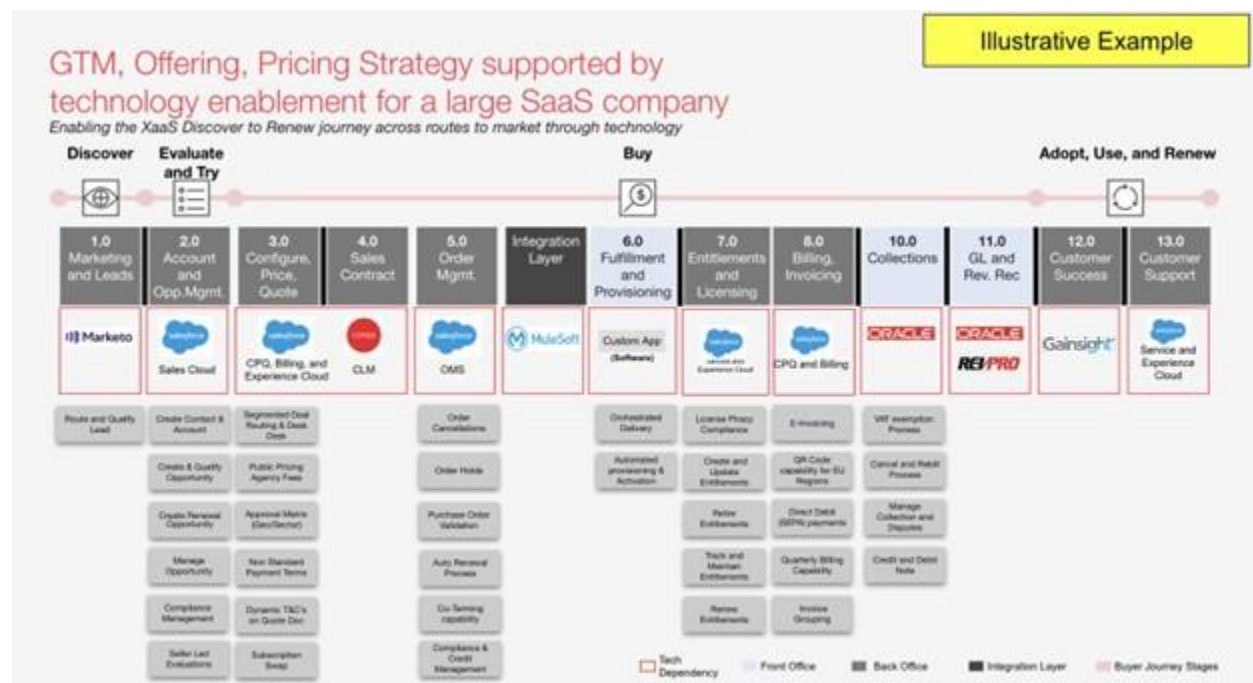 Illustrative Example
GTM, Offering, Pricing Strategy supported by
technology enablement for a large SaaS company
Enabling the XaaS Discover to Renew journey across routes to market through technology
Discover
Evaluate
and Try
Buy
Adopt, Use, and Renew
1.0
Marketing
and Leads
2.0
Account
and
Opp.Mgmt.
3.0
Configure,
Price,
Quote
4.0
Sales
Contract
5.0
Order
Mgmt.
Integration
Layer
6.0
Fulfillment
and
Provisioning
7.0
Entitlements
and
Licensing
8.0
Billing,
Invoicing
10.0
Collections
11.0
GL and
Rev. Rec
12.0
Customer
Success
13.0
Customer
Support
Marketo
salesforce
Sales Cloud
salesforce
CPQ, Billing, and
Experience Cloud
CLM
salesforce
OMS
MuleSoft
Custom App
(Software)
salesforce
Experience Cloud
salesforce
CPQ and Billing
ORACLE
ORACLE
REVPRO
Gainsight
salesforce
Service and
Experience
Cloud
Route and Qualify
Lead
Create Contact &
Account
Create & Qualify
Opportunity
Create Renewal
Opportunity
Manage
Opportunity
Compliance
Management
Seller Led
Evaluations
Segmented Deal
Routing & Desk
Desk
Public Pricing
Agency Fees
Approval Matrix
(Geo/Sector)
Non Standard
Payment Terms
Dynamic T&C's
on Quote Doc
Subscription
Swap
Order
Cancellations
Order Holds
Purchase Order
Validation
Auto Renewal
Process
Co-Terming
capability
Compliance &
Credit
Management
Orchestrated
Delivery
Automated
provisioning &
Activation
License Piracy
Compliance
Create and
Update
Entitlements
Retire
Entitlements
Track and
Maintain
Entitlements
Renew
Entitlements
E-Invoicing
QR Code
capability for EU
Regions
Direct Debit
(SEPA) payments
Quarterly Billing
Capability
Invoice
Grouping
VAT exemption
Process
Cancel and Rebill
Process
Manage
Collection and
Disputes
Credit and Debit
Note
Tech
Dependency
Front Office
Back Office
Integration Layer
Buyer Journey Stages